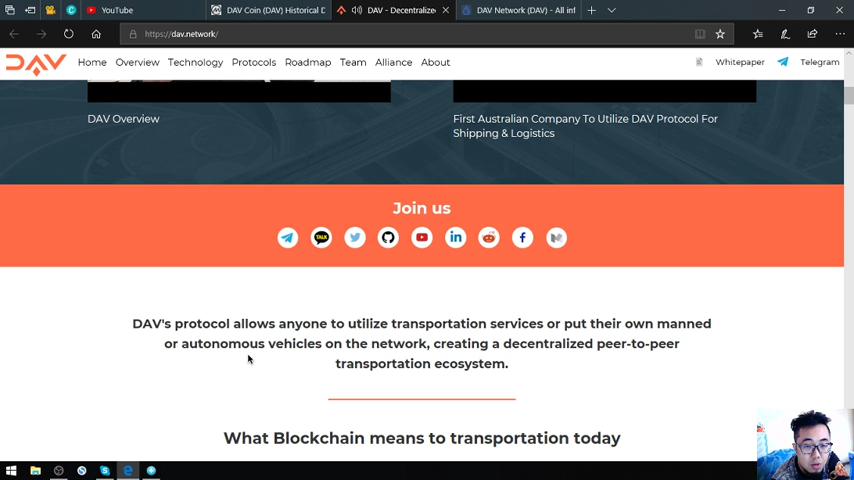 YouTube
DAV Coin (DAV) Historical D
DAV - Decentralize
DAV Network (DAV) - All inf
https://dav.network/
DAV
Home Overview Technology Protocols Roadmap Team Alliance About
Whitepaper Telegram
DAV Overview
First Australian Company To Utilize DAV Protocol For
Shipping & Logistics
Join us
TALK
DAV's protocol allows anyone to utilize transportation services or put their own manned
or autonomous vehicles on the network, creating a decentralized peer-to-peer
transportation ecosystem.
What Blockchain means to transportation today